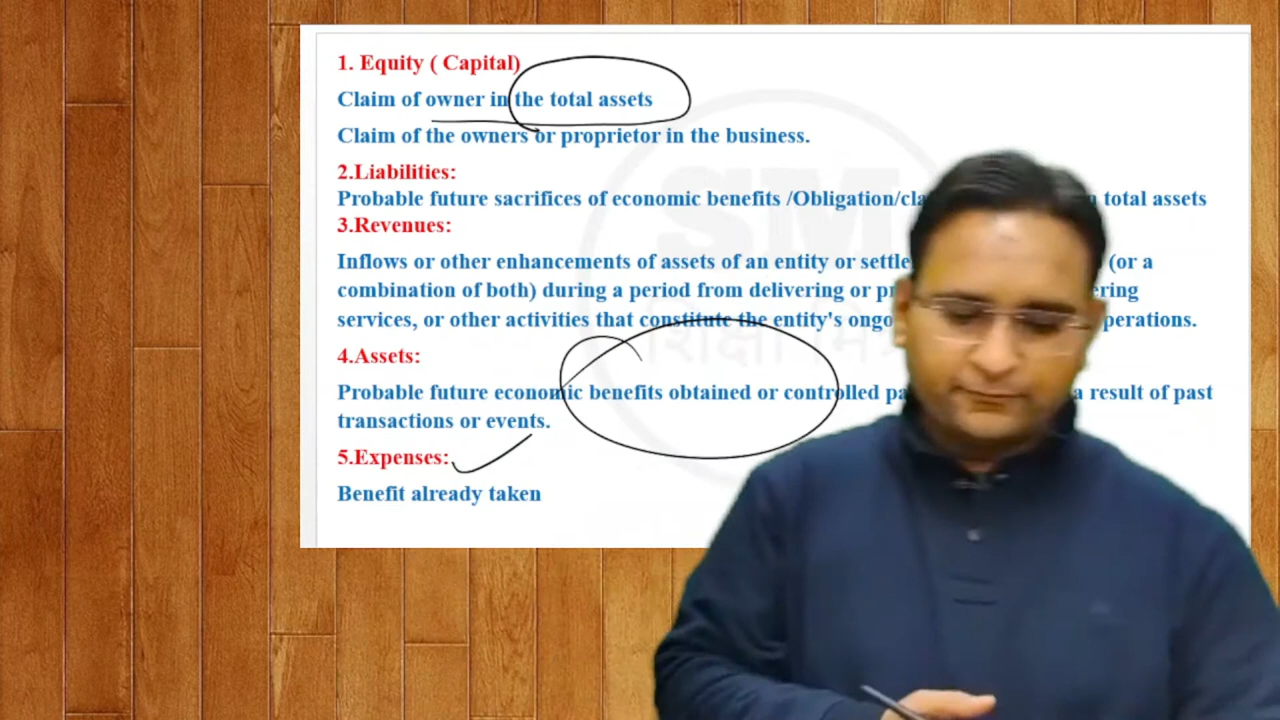 1. Equity ( Capital)
Claim of owner in the total assets
Claim of the owners or proprietor in the business.
2.Liabilities:
Probable future sacrifices of economic benefits /Obligation/cla total assets
3.Revenues:
Inflows or other enhancements of assets of an entity or settle (or a
combination of both) during a period from delivering or pr ering
services, or other activities that constitute the entity's ongo perations.
4.Assets:
Probable future economic benefits obtained or controlled pa a result of past
transactions or events.
5.Expenses:
Benefit already taken
SM